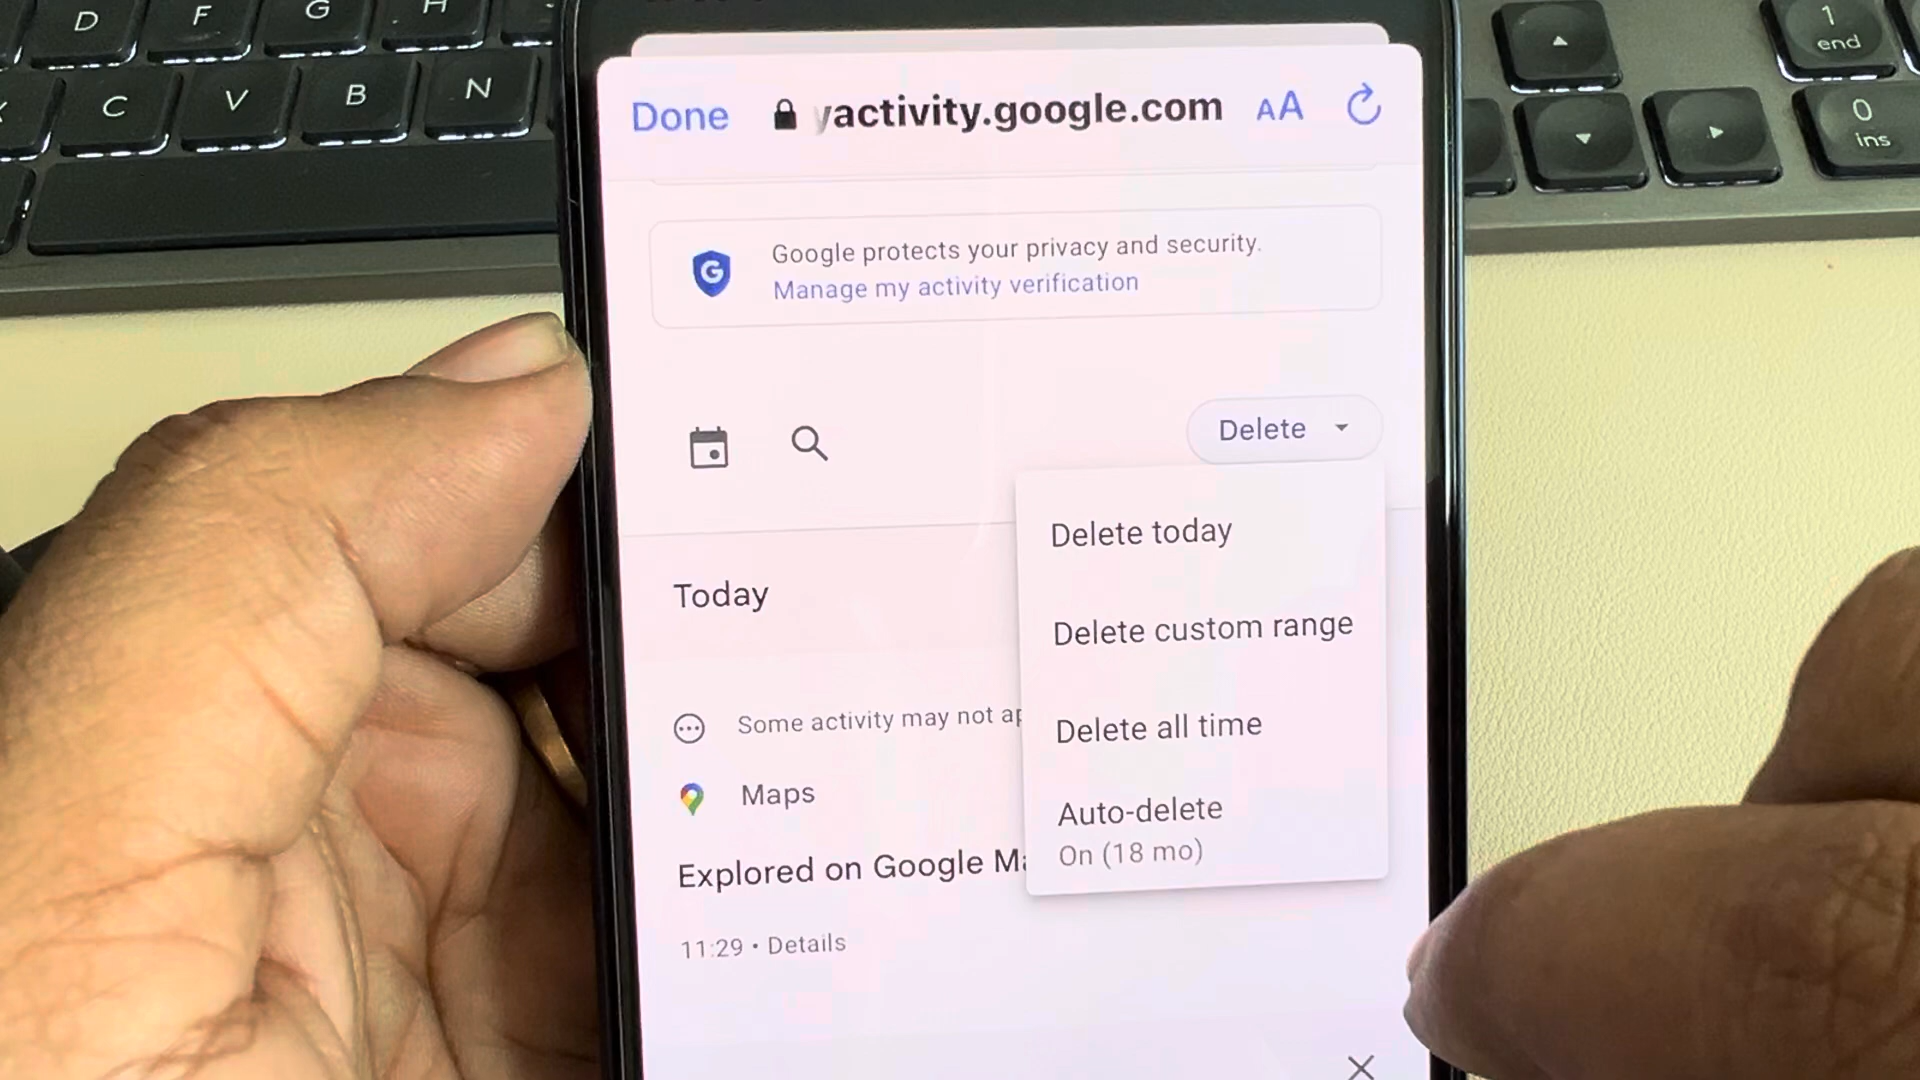 D F G H
C V B N
1
end
0
ins
Done yactivity.google.com AA
Google protects your privacy and security.
Manage my activity verification
Delete
Delete today
Delete custom range
Delete all time
Auto-delete
On (18 mo)
Today
Some activity may not
Maps
Explored on Google
11:29 • Details